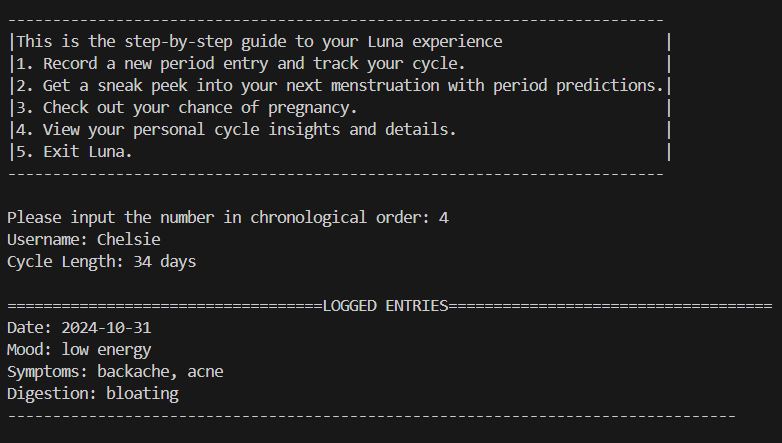 -------------------------------------------------------------------------
|This is the step-by-step guide to your Luna experience                  |
|1. Record a new period entry and track your cycle.                      |
|2. Get a sneak peek into your next menstruation with period predictions.|
|3. Check out your chance of pregnancy.                                  |
|4. View your personal cycle insights and details.                       |
|5. Exit Luna.                                                           |
-------------------------------------------------------------------------
Please input the number in chronological order: 4
Username: Chelsie
Cycle Length: 34 days
===================================LOGGED ENTRIES====================================
Date: 2024-10-31
Mood: low energy
Symptoms: backache, acne
Digestion: bloating
---------------------------------------------------------------------------------